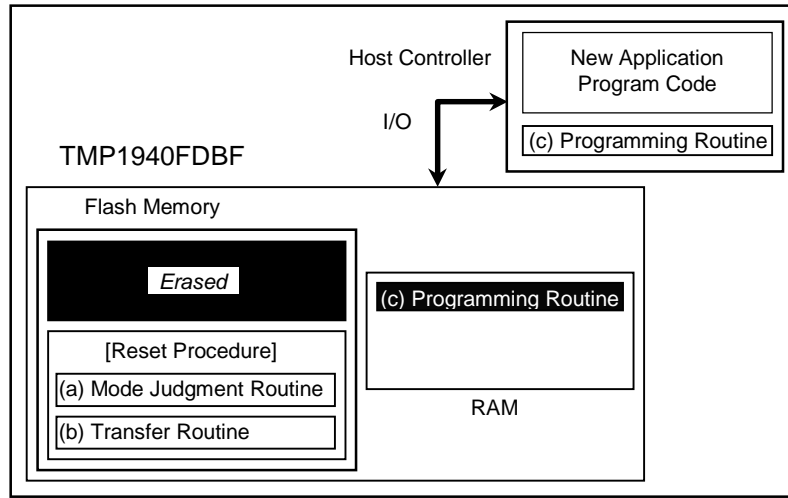 Host Controller
New Application
Program Code
I/O
(c) Programming Routine
TMP1940FDBF
Flash Memory
Erased
(c) Programming Routine
[Reset Procedure]
(a) Mode Judgment Routine
(b) Transfer Routine
RAM